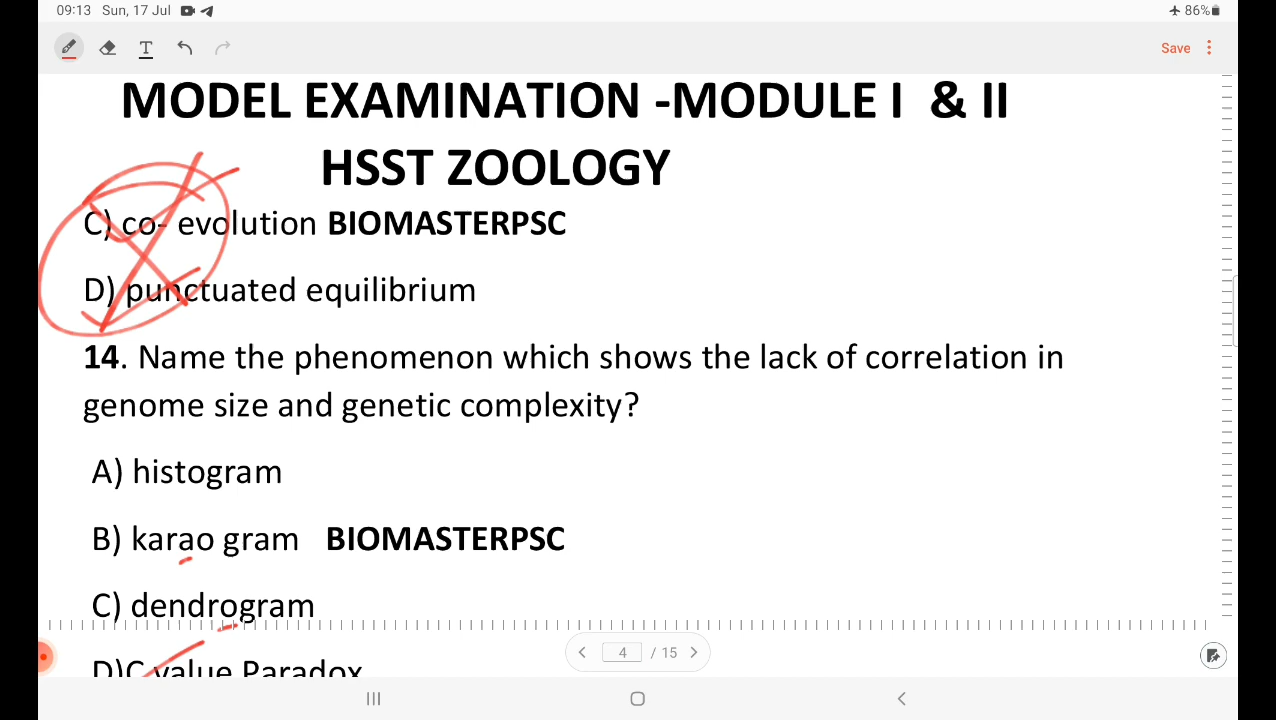 09:13 Sun, 17 Jul 86%
T Save
MODEL EXAMINATION -MODULE I & II
HSST ZOOLOGY
C) co- evolution BIOMASTERPSC
D) punctuated equilibrium
14. Name the phenomenon which shows the lack of correlation in
genome size and genetic complexity?
A) histogram
B) karao gram BIOMASTERPSC
C) dendrogram
4 / 15
D)C value Paradox